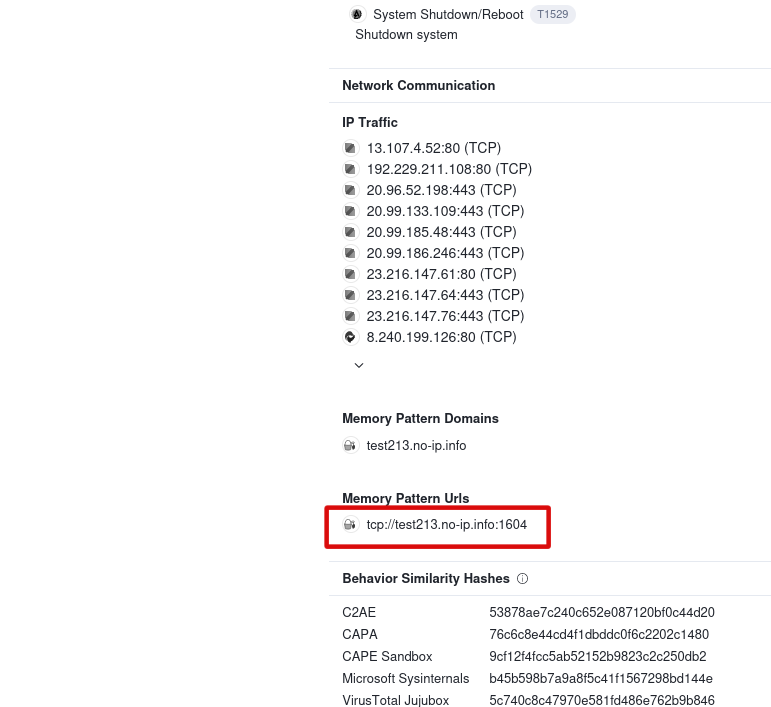 System Shutdown/Reboot T1529
Shutdown system
Network Communication
IP Traffic
13.107.4.52:80 (TCP)
192.229.211.108:80 (TCP)
20.96.52.198:443 (TCP)
20.99.133.109:443 (TCP)
20.99.185.48:443 (TCP)
20.99.186.246:443 (TCP)
23.216.147.61:80 (TCP)
23.216.147.64:443 (TCP)
23.216.147.76:443 (TCP)
8.240.199.126:80 (TCP)
Memory Pattern Domains
test213.no-ip.info
Memory Pattern Urls
tcp://test213.no-ip.info:1604
Behavior Similarity Hashes
C2AE 53878ae7c240c652e087120bf0c44d20
CAPA 76c6c8e44cd4f1dbddc0f6c2202c1480
CAPE Sandbox 9cf12f4fcc5ab52152b9823c2c250db2
Microsoft Sysinternals b45b598b7a9a8f5c41f1567298bd144e
VirusTotal Jujubox 5c740c8c47970e581fd486e762b9b846